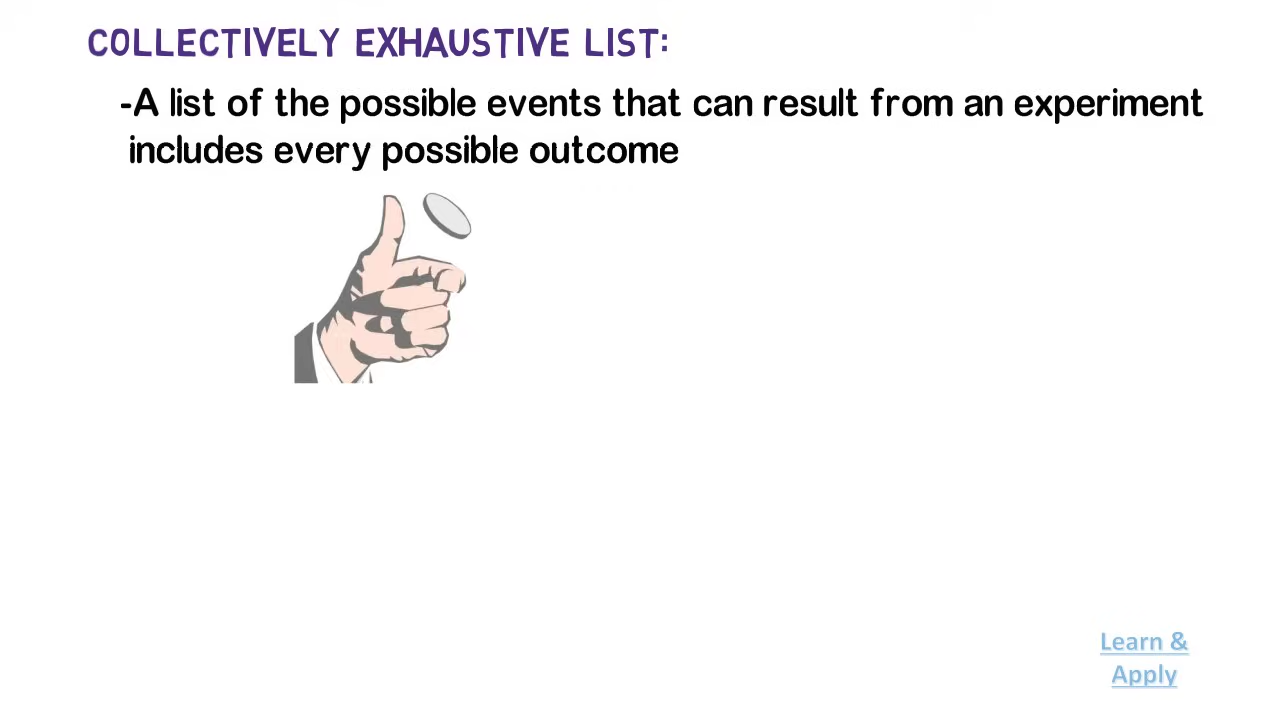 COLLECTIVELY EXHAUSTIVE LIST:
-A list of the possible events that can result from an experiment
includes every possible outcome
Learn &
Apply